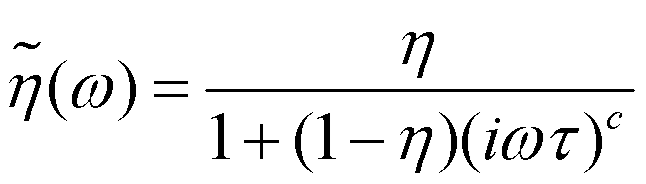 η̃(ω) = η / (1+(1−η)(iωτ)ᶜ)